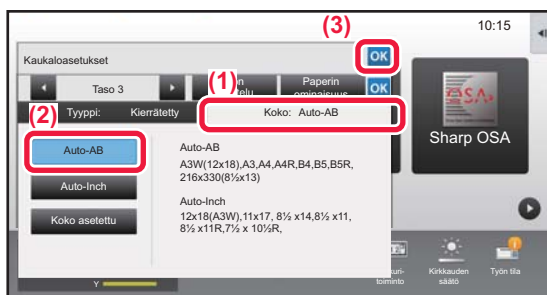 (3)
10:15
Kaukaloasetukset
OK
Taso 3
(1)
Paperin
OK
(2)
Tyyppi: Kierrätetty
Koko: Auto-AB
Auto-AB
Auto-AB
A3W(12x18),A3,A4,A4R,B4,B5,B5R,
216x330(8½x13)
Auto-Inch
Auto-Inch
12x18(A3W),11x17, 8½ x14,8½ x11,
8½ x11R,7½ x 10½R,
Koko asetettu
Sharp OSA
Kirkkauden
säätö
Työn tila
toiminto
Y